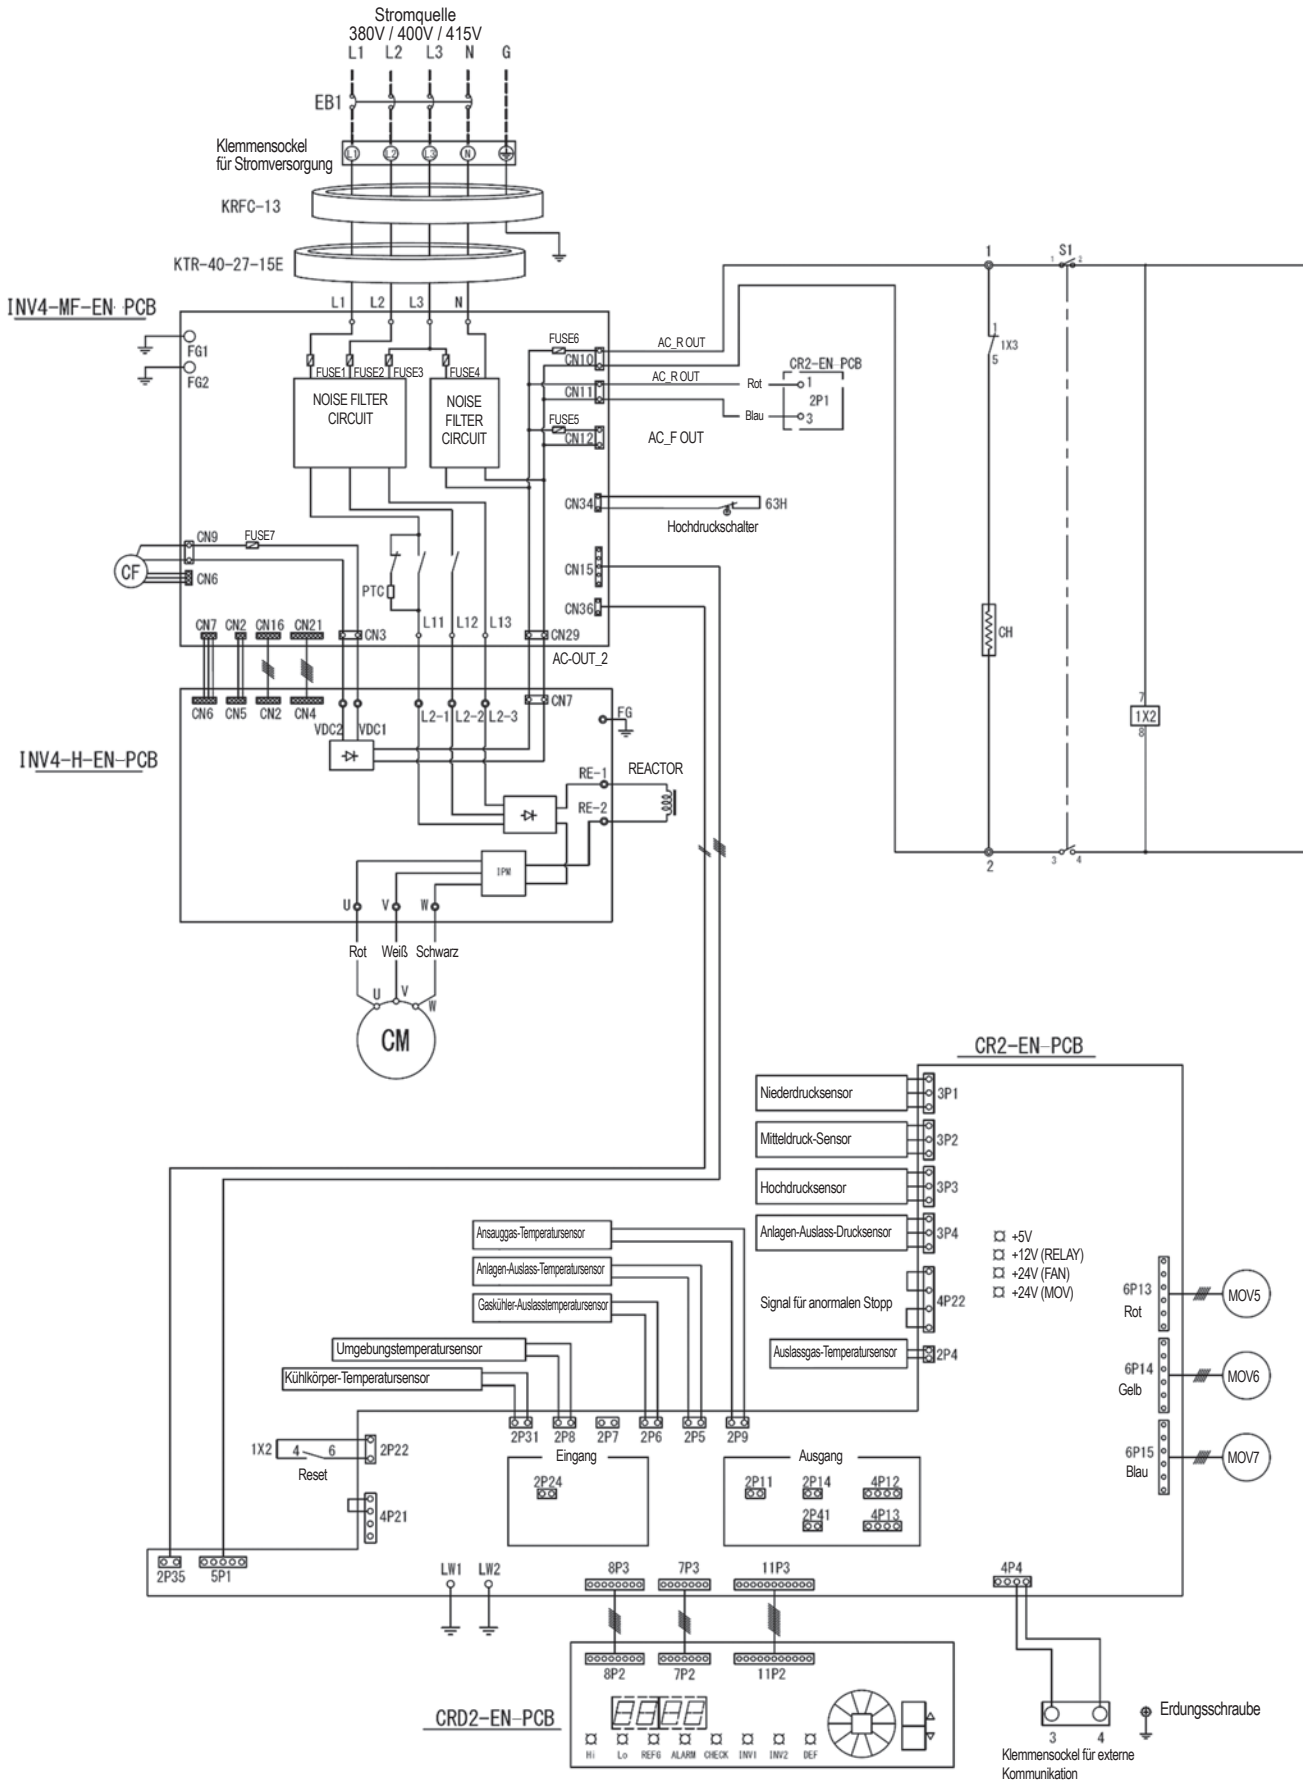 Stromquelle
380V / 400V / 415V
L1 L2 L3 N G
EB1
Klemmensockel
für Stromversorgung
L1 L2 L3 N
KRFC-13
KTR-40-27-15E
1 S1
1 2
INV4-MF-EN-PCB
L1 L2 L3 N
FG1
FG2
FUSE6
CN10
AC_R OUT
1
1X3
5
CR2-EN-PCB
FUSE1 FUSE2 FUSE3 FUSE4
CN11
AC_R OUT
Rot 1
2P1
Blau 3
NOISE FILTER
CIRCUIT
NOISE
FILTER
CIRCUIT
FUSE5
CN12
AC_F OUT
CN34
63H
Hochdruckschalter
CN9
FUSE7
CF
CN6
PTC
CN15
CN36
CN7 CN2 CN16 CN21
CN3
L11 L12 L13
CN29
AC-OUT_2
CH
CN6 CN5 CN2 CN4
VDC2 VDC1
L2-1 L2-2 L2-3
CN7
FG
7
1X2
8
INV4-H-EN-PCB
RE-1
REACTOR
RE-2
IPM
3 4
2
U V W
Rot Weiß Schwarz
U V W
CM
CR2-EN-PCB
Niederdrucksensor
3P1
Mitteldruck-Sensor
3P2
Hochdrucksensor
3P3
Anlagen-Auslass-Drucksensor
3P4
+5V
+12V (RELAY)
+24V (FAN)
+24V (MOV)
Signal für anormalen Stopp
4P22
Auslassgas-Temperatursensor
2P4
6P13
Rot
MOV5
6P14
Gelb
MOV6
6P15
Blau
MOV7
Ansauggas-Temperatursensor
Anlagen-Auslass-Temperatursensor
Gaskühler-Auslasstemperatursensor
Umgebungstemperatursensor
Kühlkörper-Temperatursensor
2P31 2P8 2P7 2P6 2P5 2P9
1X2 4 6
2P22
Reset
Eingang
2P24
Ausgang
2P11 2P14 4P12
2P41 4P13
4P21
2P35 5P1
LW1 LW2
8P3 7P3 11P3
4P4
8P2 7P2 11P2
CRD2-EN-PCB
Hi Lo REFG ALARM CHECK INV1 INV2 DEF
3 4
Klemmensockel für externe
Kommunikation
Erdungsschraube